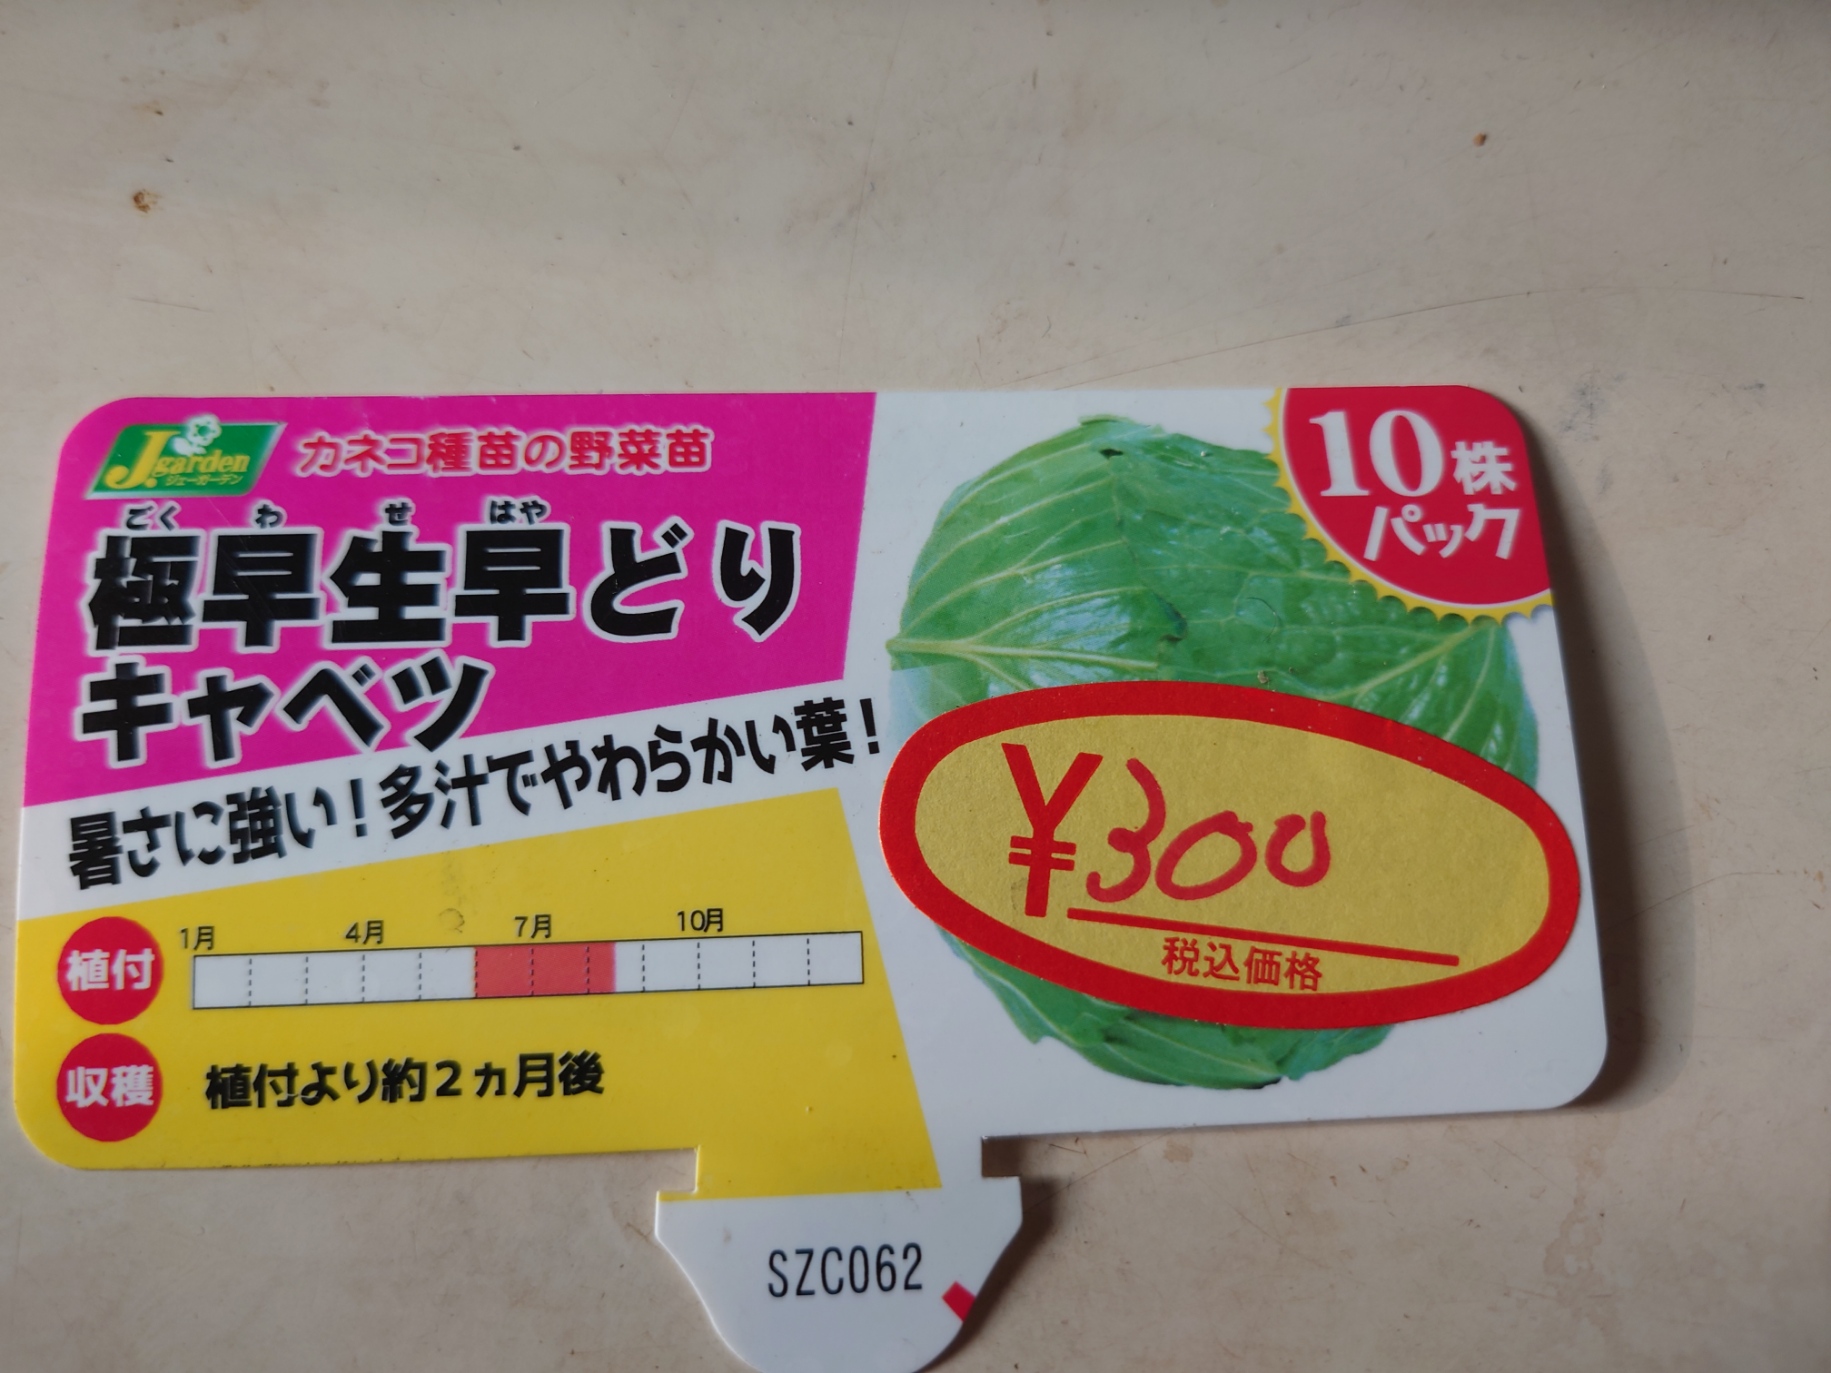 J.garden
ジェーガーデン
カネコ種苗の野菜苗
ごく わ せ はや
極早生早どり
キャベツ
暑さに強い！多汁でやわらかい葉！
10株
パック
¥300
税込価格
1月 4月 7月 10月
植付
収穫
植付より約2ヵ月後
SZC062